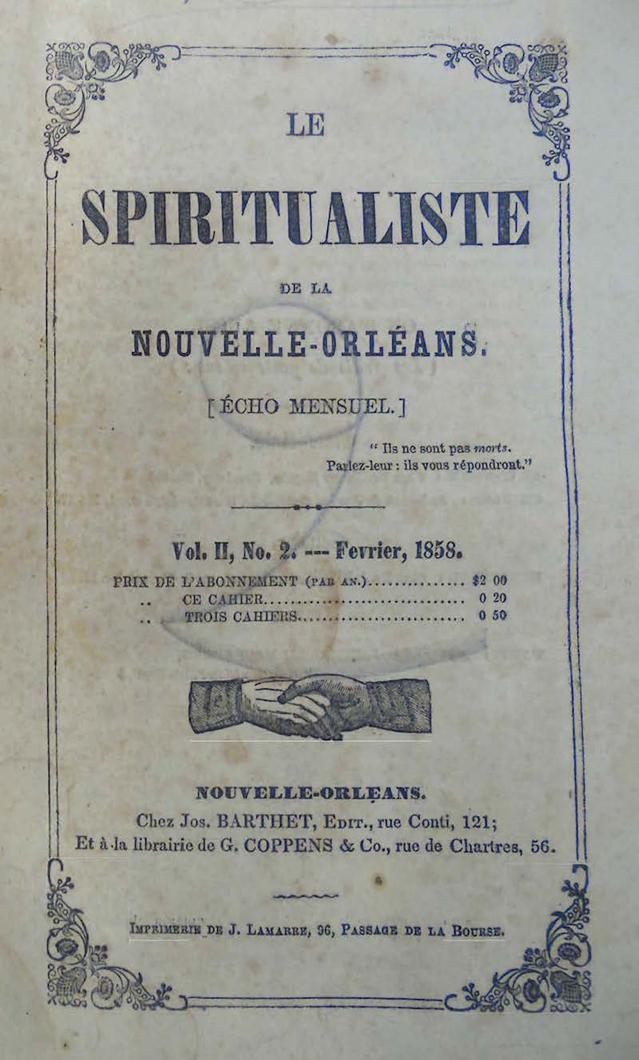 LE
SPIRITUALISTE
DE LA
NOUVELLE-ORLÉANS.
[ÉCHO MENSUEL.]
“ Ils ne sont pas morts.
Parlez-leur : ils vous répondront.”
Vol. II, No. 2. --- Fevrier, 1858.
PRIX DE L'ABONNEMENT (PAR AN.)............... $2 00
.. CE CAHIER............................ 0 20
.. TROIS CAHIERS........................ 0 50
NOUVELLE-ORLEANS.
Chez Jos. BARTHET, EDIT., rue Conti, 121;
Et à la librairie de G. COPPENS & Co., rue de Chartres, 56.
IMPRIMERIE DE J. LAMARRE, 96, PASSAGE DE LA BOURSE.